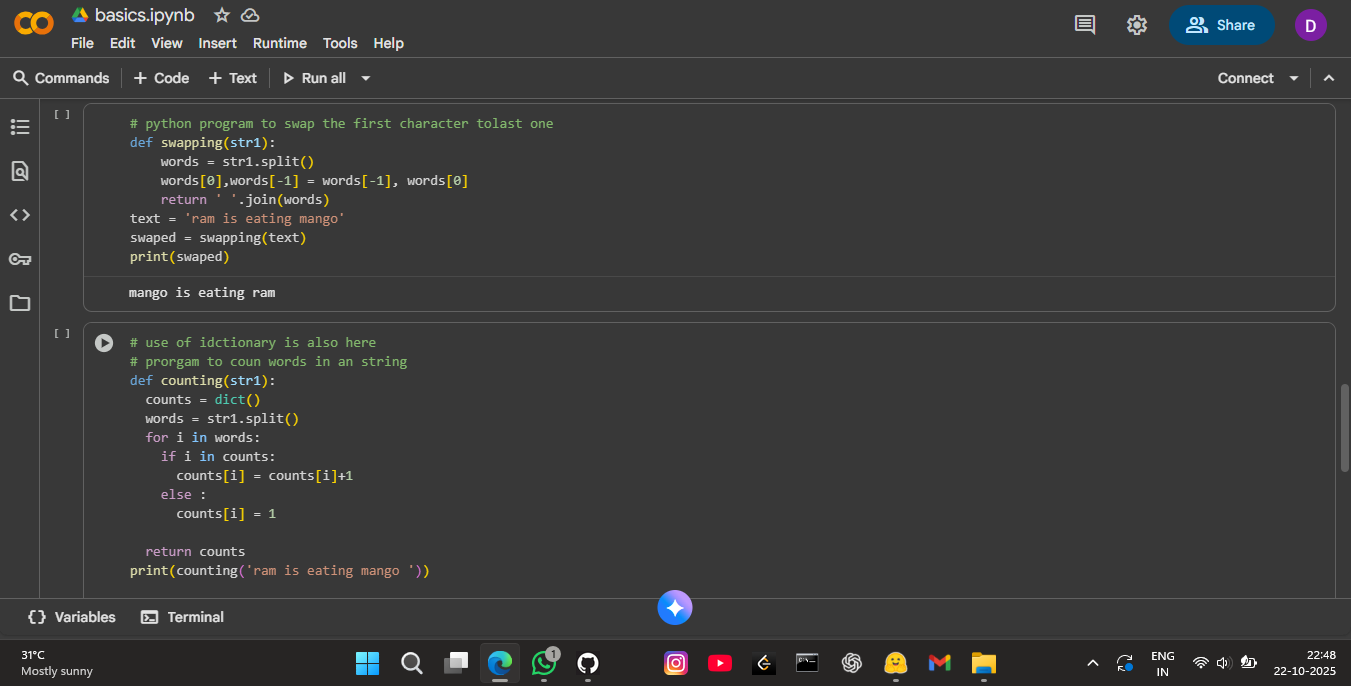 basics.ipynb
File Edit View Insert Runtime Tools Help
Share
D
Commands + Code + Text Run all
Connect
[ ]
# python program to swap the first character tolast one
def swapping(str1):
    words = str1.split()
    words[0],words[-1] = words[-1], words[0]
    return ' '.join(words)
text = 'ram is eating mango'
swaped = swapping(text)
print(swaped)
mango is eating ram
[ ]
# use of idctionary is also here
# prorgam to coun words in an string
def counting(str1):
  counts = dict()
  words = str1.split()
  for i in words:
    if i in counts:
      counts[i] = counts[i]+1
    else :
      counts[i] = 1
  return counts
print(counting('ram is eating mango '))
{} Variables Terminal
31°C
Mostly sunny
1
ENG
IN
22:48
22-10-2025